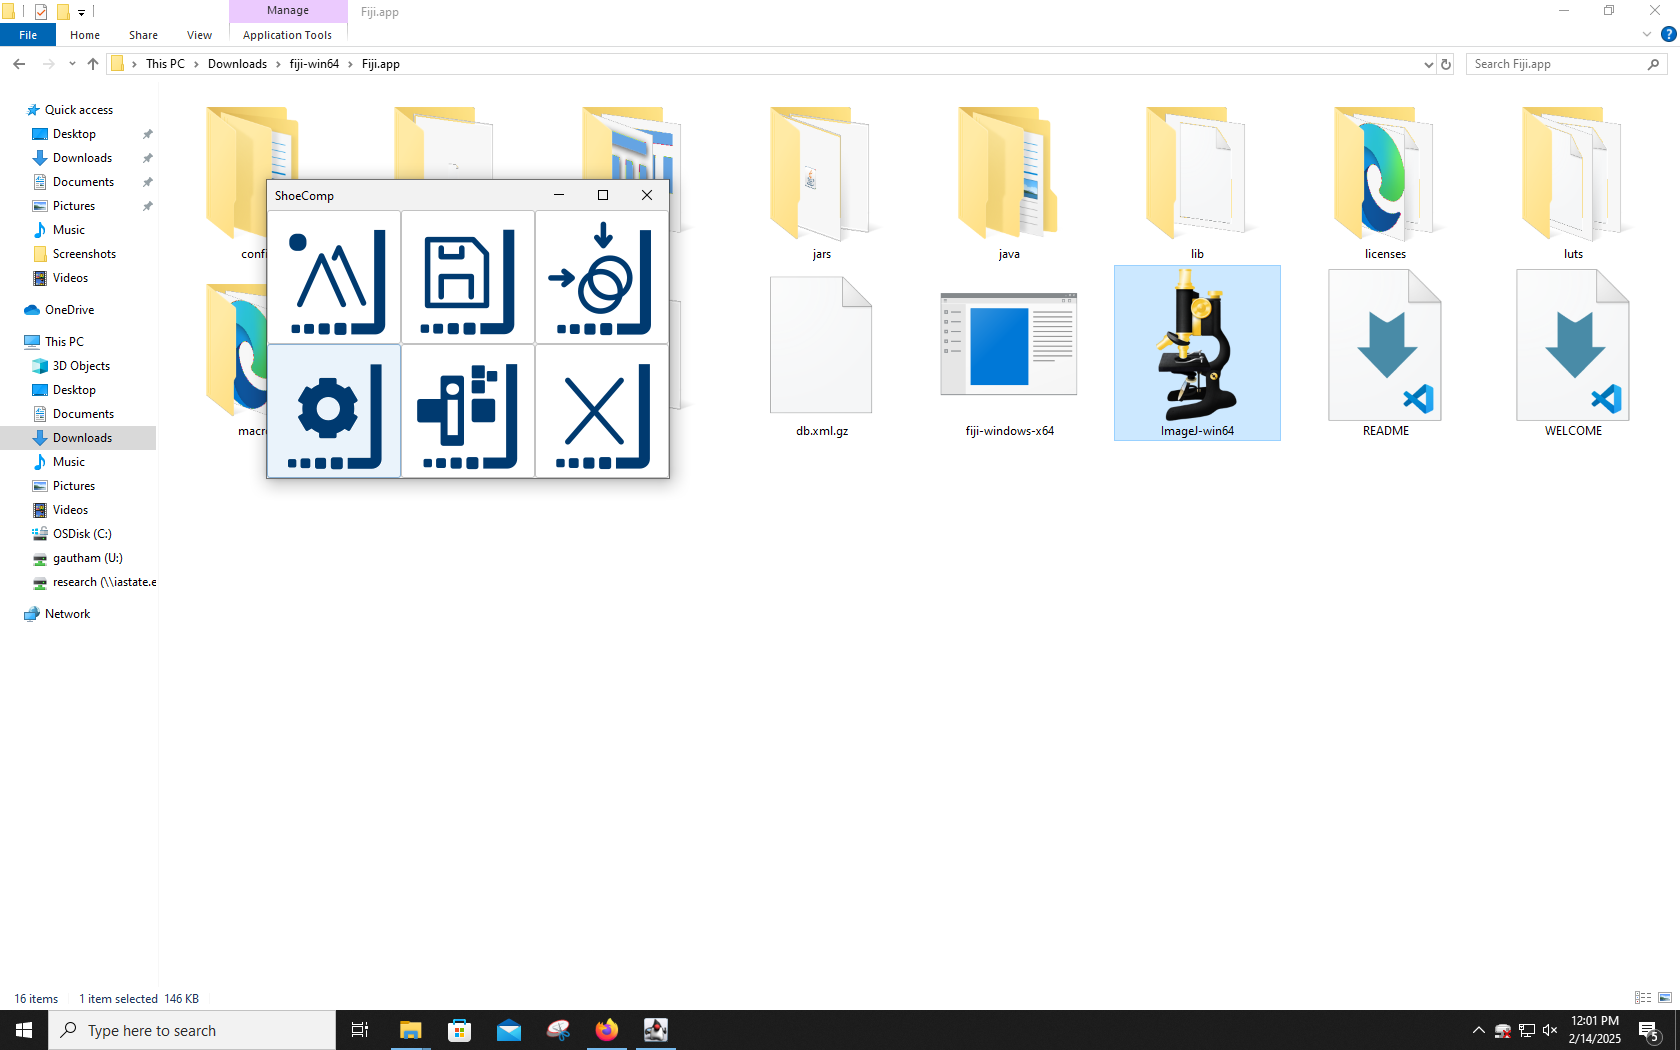 Manage
Fiji.app
File
Home
Share
View
Application Tools
?
This PC
Downloads
fiji-win64
Fiji.app
Search Fiji.app
Quick access
Desktop
Downloads
Documents
Pictures
Music
Screenshots
Videos
OneDrive
This PC
3D Objects
Desktop
Documents
Downloads
Music
Pictures
Videos
OSDisk (C:)
gautham (U:)
research (\\iastate.e
Network
jars
java
lib
licenses
luts
db.xml.gz
fiji-windows-x64
ImageJ-win64
README
WELCOME
ShoeComp
16 items
1 item selected 146 KB
Type here to search
12:01 PM
2/14/2025
5